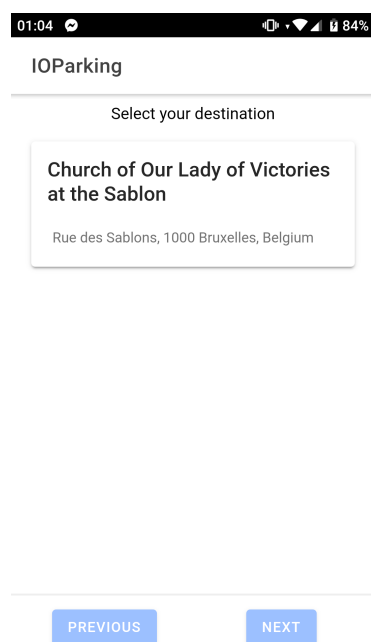 01:04 84%
IOParking
Select your destination
Church of Our Lady of Victories
at the Sablon
Rue des Sablons, 1000 Bruxelles, Belgium
PREVIOUS NEXT